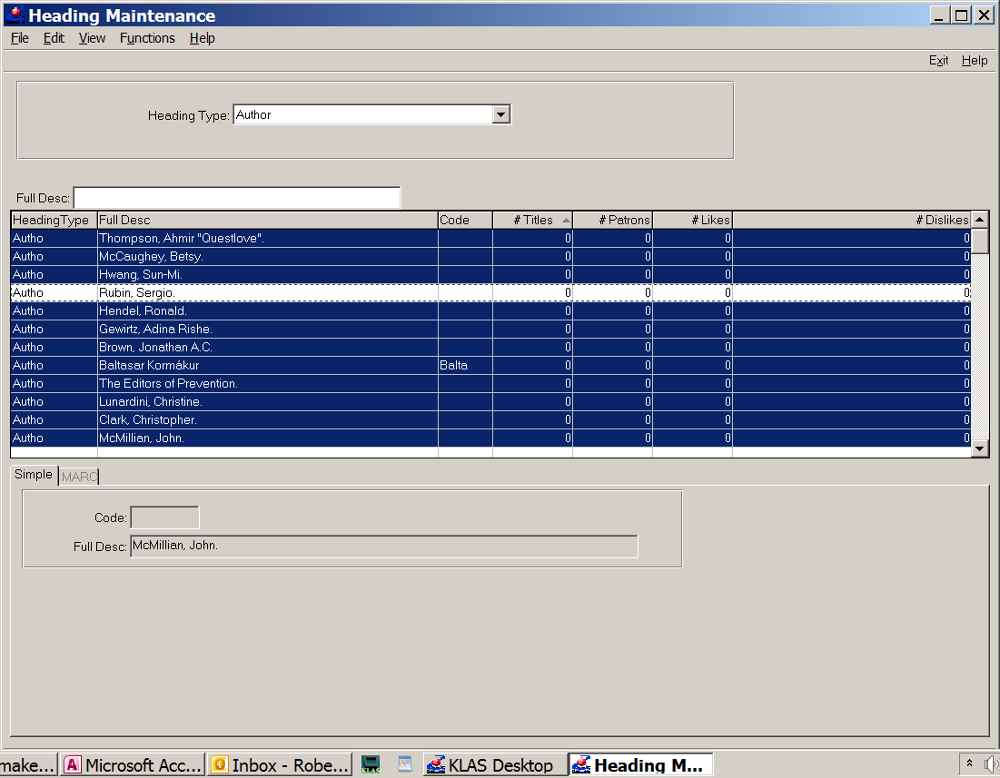 Heading Maintenance
File Edit View Functions Help
Exit Help
Heading Type: Author
Full Desc:
HeadingType Full Desc Code # Titles # Patrons # Likes # Dislikes
Autho Thompson, Ahmir "Questlove". 0 0 0 0
Autho McCaughey, Betsy. 0 0 0 0
Autho Hwang, Sun-Mi. 0 0 0 0
Autho Rubin, Sergio. 0 0 0 0
Autho Hendel, Ronald. 0 0 0 0
Autho Gewirtz, Adina Rishe. 0 0 0 0
Autho Brown, Jonathan A.C. 0 0 0 0
Autho Baltasar Kormákur Balta 0 0 0 0
Autho The Editors of Prevention. 0 0 0 0
Autho Lunardini, Christine. 0 0 0 0
Autho Clark, Christopher. 0 0 0 0
Autho McMillian, John. 0 0 0 0
Simple MARC
Code:
Full Desc: McMillian, John.
make... Microsoft Acc... Inbox - Robe... KLAS KLAS Desktop Heading M...